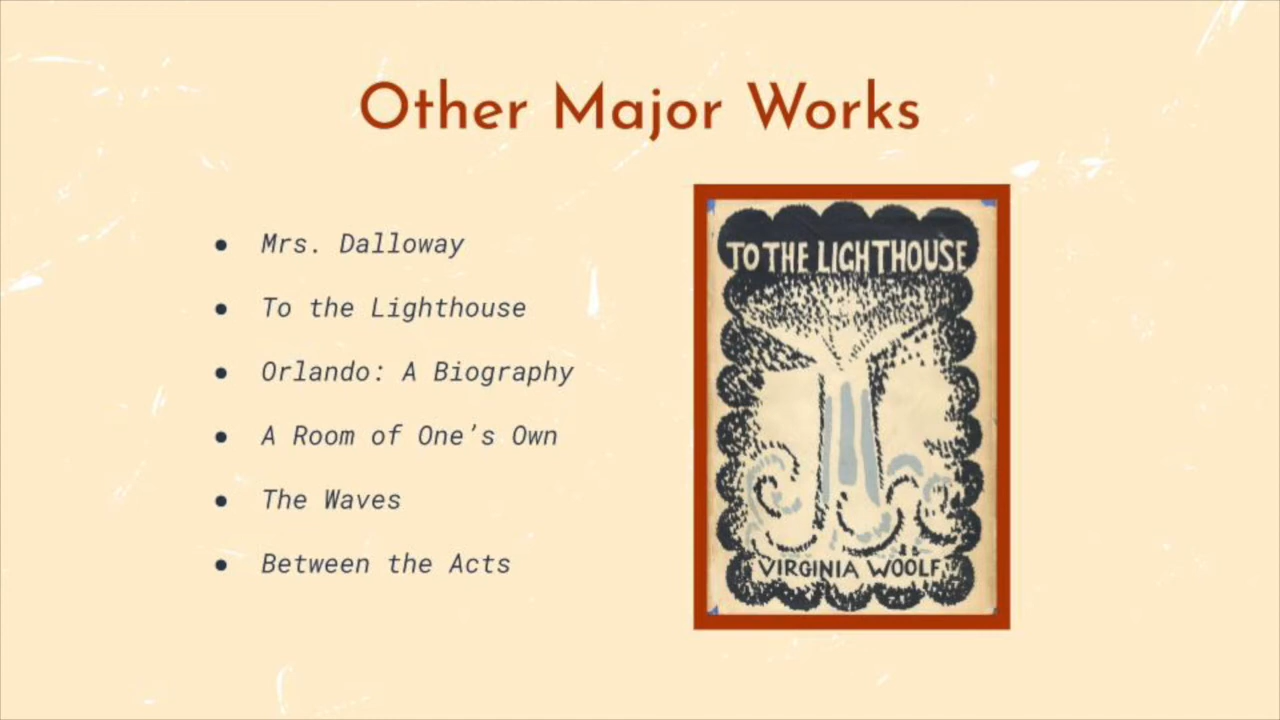 Other Major Works
Mrs. Dalloway
To the Lighthouse
Orlando: A Biography
A Room of One's Own
The Waves
Between the Acts
TO THE LIGHTHOUSE
VIRGINIA WOOLF